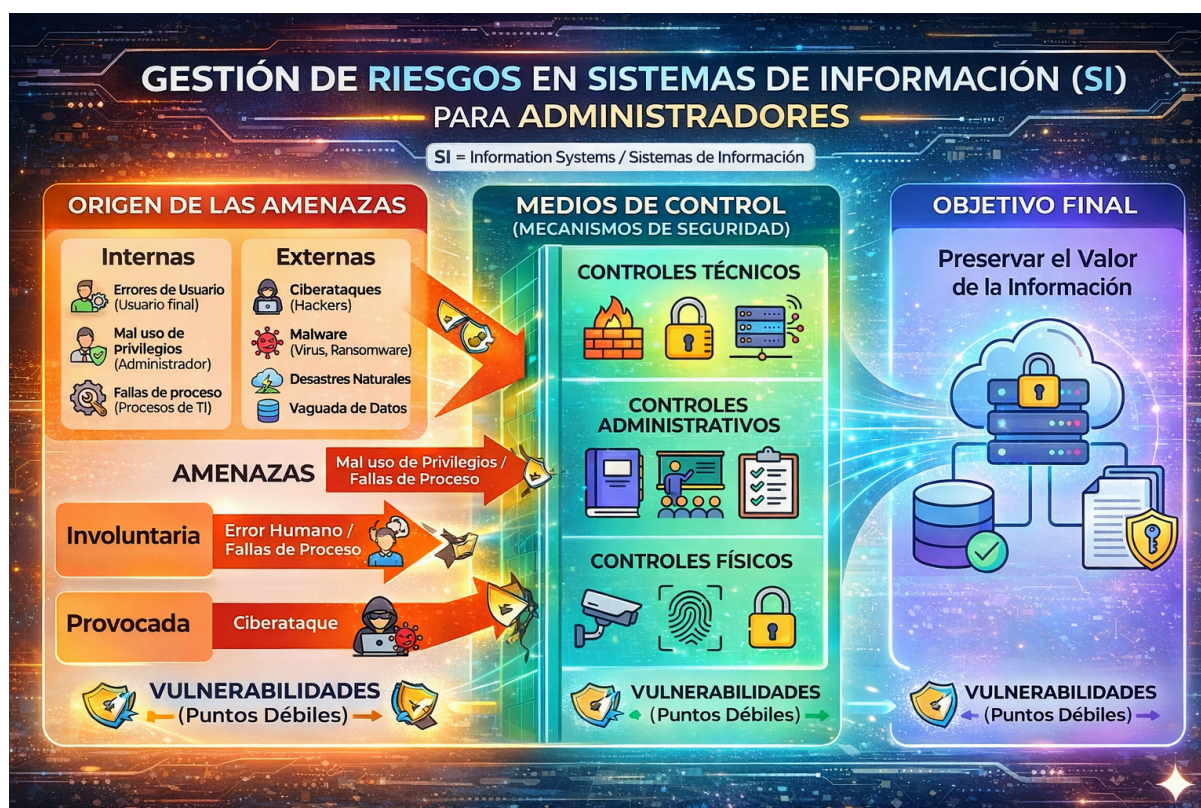 GESTIÓN DE RIESGOS EN SISTEMAS DE INFORMACIÓN (SI)
PARA ADMINISTRADORES
SI = Information Systems / Sistemas de Información
ORIGEN DE LAS AMENAZAS
Internas
Errores de Usuario
(Usuario final)
Mal uso de
Privilegios
(Administrador)
Fallas de proceso
(Procesos de TI)
Externas
Ciberataques
(Hackers)
Malware
(Virus, Ransomware)
Desastres Naturales
Vaguada de Datos
AMENAZAS
Mal uso de Privilegios /
Fallas de Proceso
Involuntaria
Error Humano /
Fallas de Proceso
Provocada
Ciberataque
VULNERABILIDADES
(Puntos Débiles)
MEDIOS DE CONTROL
(MECANISMOS DE SEGURIDAD)
CONTROLES TÉCNICOS
CONTROLES
ADMINISTRATIVOS
CONTROLES FÍSICOS
VULNERABILIDADES
(Puntos Débiles)
OBJETIVO FINAL
Preservar el Valor
de la Información
VULNERABILIDADES
(Puntos Débiles)